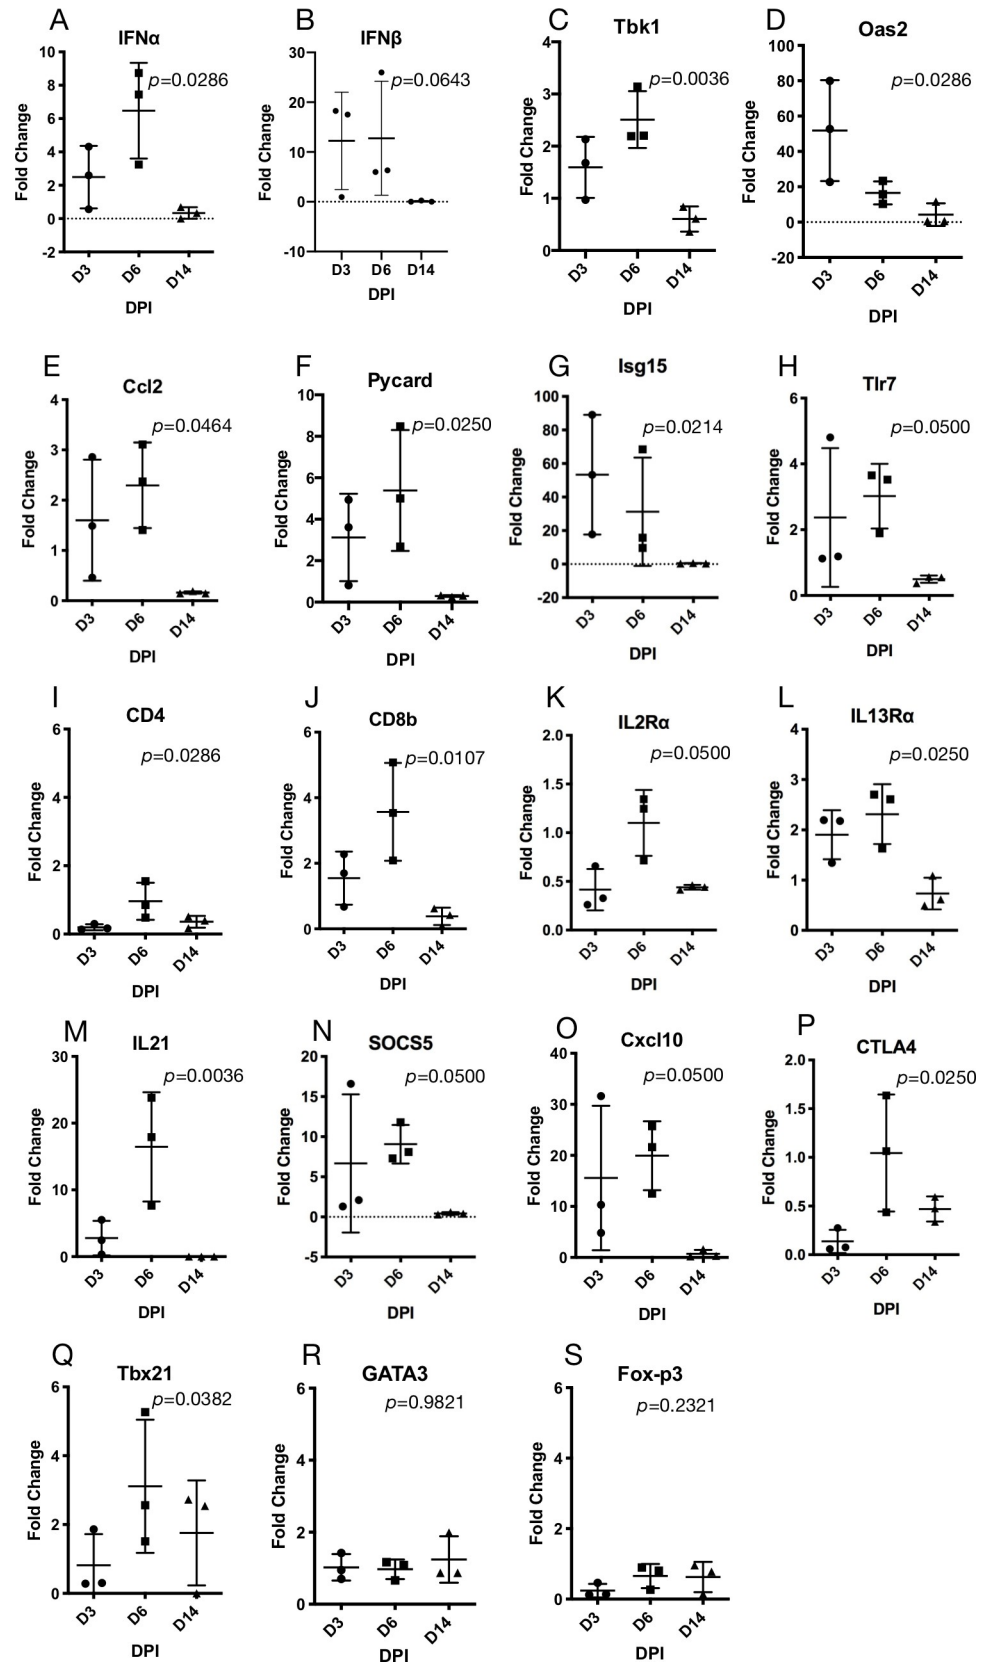 A
IFNα
p=0.0286
Fold Change
10
8
6
4
2
0
-2
D3
D6
D14
DPI
B
IFNβ
p=0.0643
Fold Change
30
20
10
0
-10
D3
D6
D14
DPI
C
Tbk1
p=0.0036
Fold Change
4
3
2
1
0
D3
D6
D14
DPI
D
Oas2
p=0.0286
Fold Change
100
80
60
40
20
0
-20
D3
D6
D14
DPI
E
Ccl2
p=0.0464
Fold Change
4
3
2
1
0
D3
D6
D14
DPI
F
Pycard
p=0.0250
Fold Change
10
8
6
4
2
0
D3
D6
D14
DPI
G
Isg15
p=0.0214
Fold Change
100
80
60
40
20
0
-20
D3
D6
D14
DPI
H
Tlr7
p=0.0500
Fold Change
6
4
2
0
D3
D6
D14
DPI
I
CD4
p=0.0286
Fold Change
6
4
2
0
D3
D6
D14
DPI
J
CD8b
p=0.0107
Fold Change
6
4
2
0
D3
D6
D14
DPI
K
IL2Rα
p=0.0500
Fold Change
2.0
1.5
1.0
0.5
0.0
D3
D6
D14
DPI
L
IL13Rα
p=0.0250
Fold Change
4
3
2
1
0
D3
D6
D14
DPI
M
IL21
p=0.0036
Fold Change
30
20
10
0
D3
D6
D14
DPI
N
SOCS5
p=0.0500
Fold Change
20
15
10
5
0
-5
D3
D6
D14
DPI
O
Cxcl10
p=0.0500
Fold Change
40
30
20
10
0
D3
D6
D14
DPI
P
CTLA4
p=0.0250
Fold Change
2.0
1.5
1.0
0.5
0.0
D3
D6
D14
DPI
Q
Tbx21
p=0.0382
Fold Change
6
4
2
0
D3
D6
D14
DPI
R
GATA3
p=0.9821
Fold Change
6
4
2
0
D3
D6
D14
DPI
S
Fox-p3
p=0.2321
Fold Change
6
4
2
0
D3
D6
D14
DPI